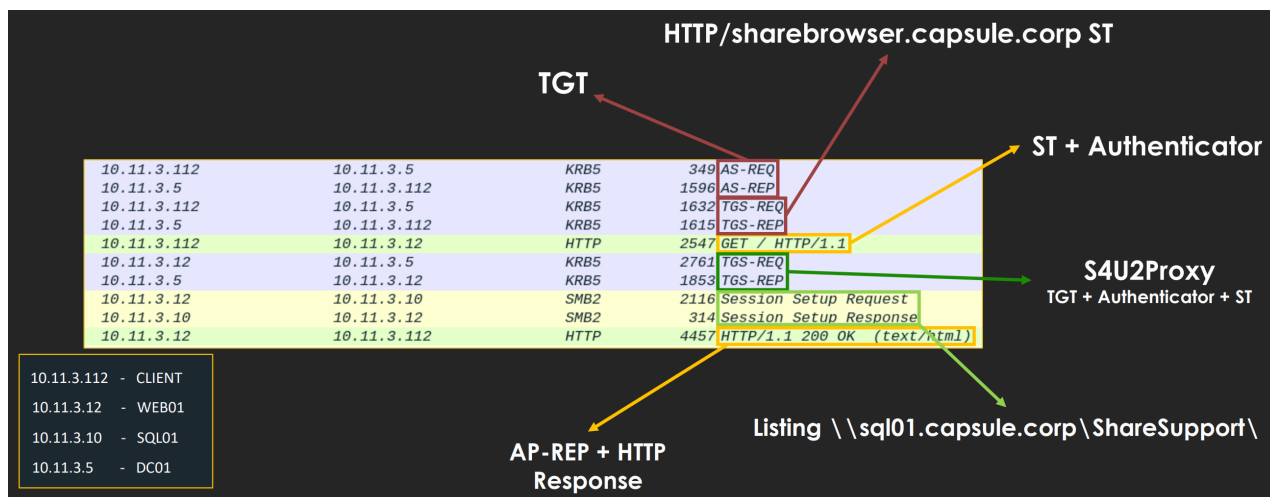 HTTP/sharebrowser.capsule.corp ST
TGT
ST + Authenticator
10.11.3.112 10.11.3.5 KRB5 349 AS-REQ
10.11.3.5 10.11.3.112 KRB5 1596 AS-REP
10.11.3.112 10.11.3.5 KRB5 1632 TGS-REQ
10.11.3.5 10.11.3.112 KRB5 1615 TGS-REP
10.11.3.112 10.11.3.12 HTTP 2547 GET / HTTP/1.1
10.11.3.12 10.11.3.5 KRB5 2761 TGS-REQ
10.11.3.5 10.11.3.12 KRB5 1853 TGS-REP
10.11.3.12 10.11.3.10 SMB2 2116 Session Setup Request
10.11.3.10 10.11.3.12 SMB2 314 Session Setup Response
10.11.3.12 10.11.3.112 HTTP 4457 HTTP/1.1 200 OK (text/html)
S4U2Proxy
TGT + Authenticator + ST
10.11.3.112 - CLIENT
10.11.3.12 - WEB01
10.11.3.10 - SQL01
10.11.3.5 - DC01
Listing \\sql01.capsule.corp\ShareSupport\
AP-REP + HTTP
Response